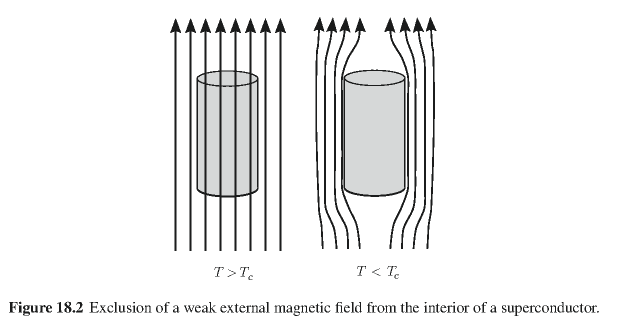 T > Tc
T < Tc
Figure 18.2 Exclusion of a weak external magnetic field from the interior of a superconductor.